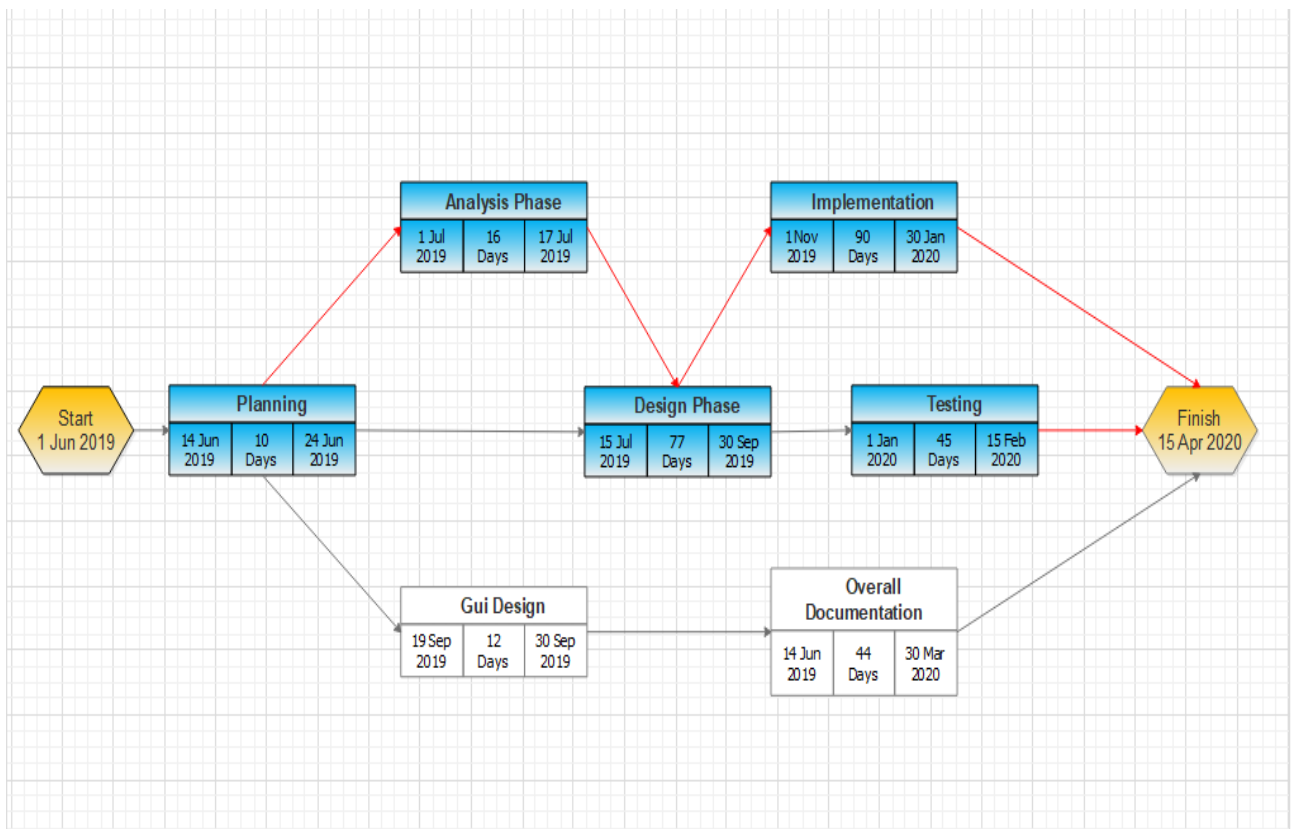 Analysis Phase
1 Jul
2019
16
Days
17 Jul
2019
Implementation
1 Nov
2019
90
Days
30 Jan
2020
Start
1 Jun 2019
Planning
14 Jun
2019
10
Days
24 Jun
2019
Design Phase
15 Jul
2019
77
Days
30 Sep
2019
Testing
1 Jan
2020
45
Days
15 Feb
2020
Finish
15 Apr 2020
Gui Design
19 Sep
2019
12
Days
30 Sep
2019
Overall
Documentation
14 Jun
2019
44
Days
30 Mar
2020